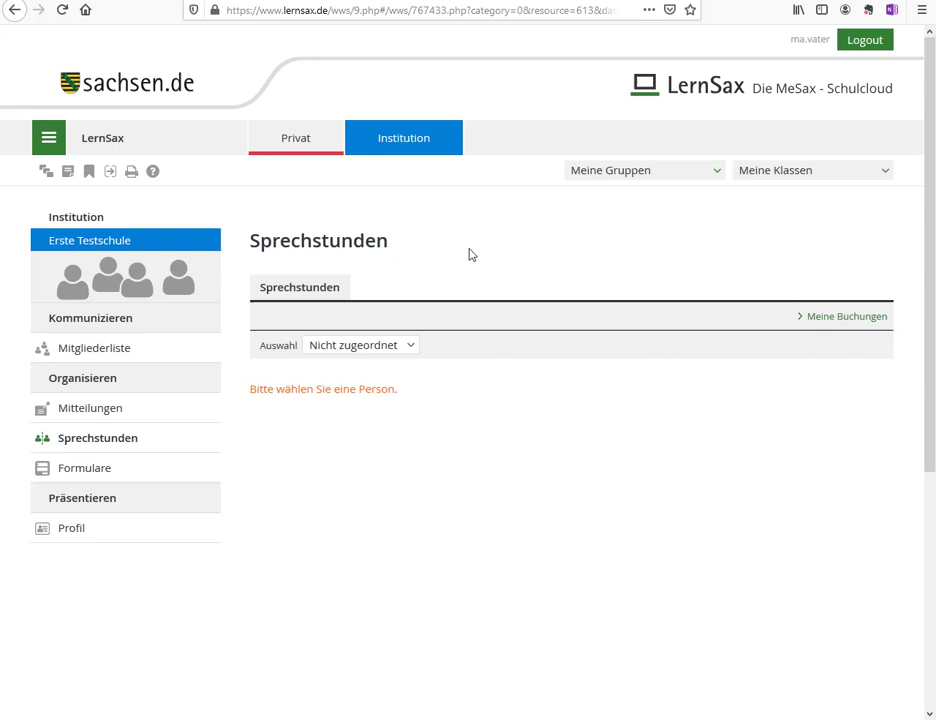 https://www.lernsax.de/wws/9.php#/wws/767433.php?category=0&resource=613&da
ma.vater Logout
sachsen.de
LernSax Die MeSax - Schulcloud
LernSax Privat Institution
Meine Gruppen Meine Klassen
Institution
Erste Testschule
Kommunizieren
Mitgliederliste
Organisieren
Mitteilungen
Sprechstunden
Formulare
Präsentieren
Profil
Sprechstunden
Sprechstunden
Meine Buchungen
Auswahl Nicht zugeordnet
Bitte wählen Sie eine Person.